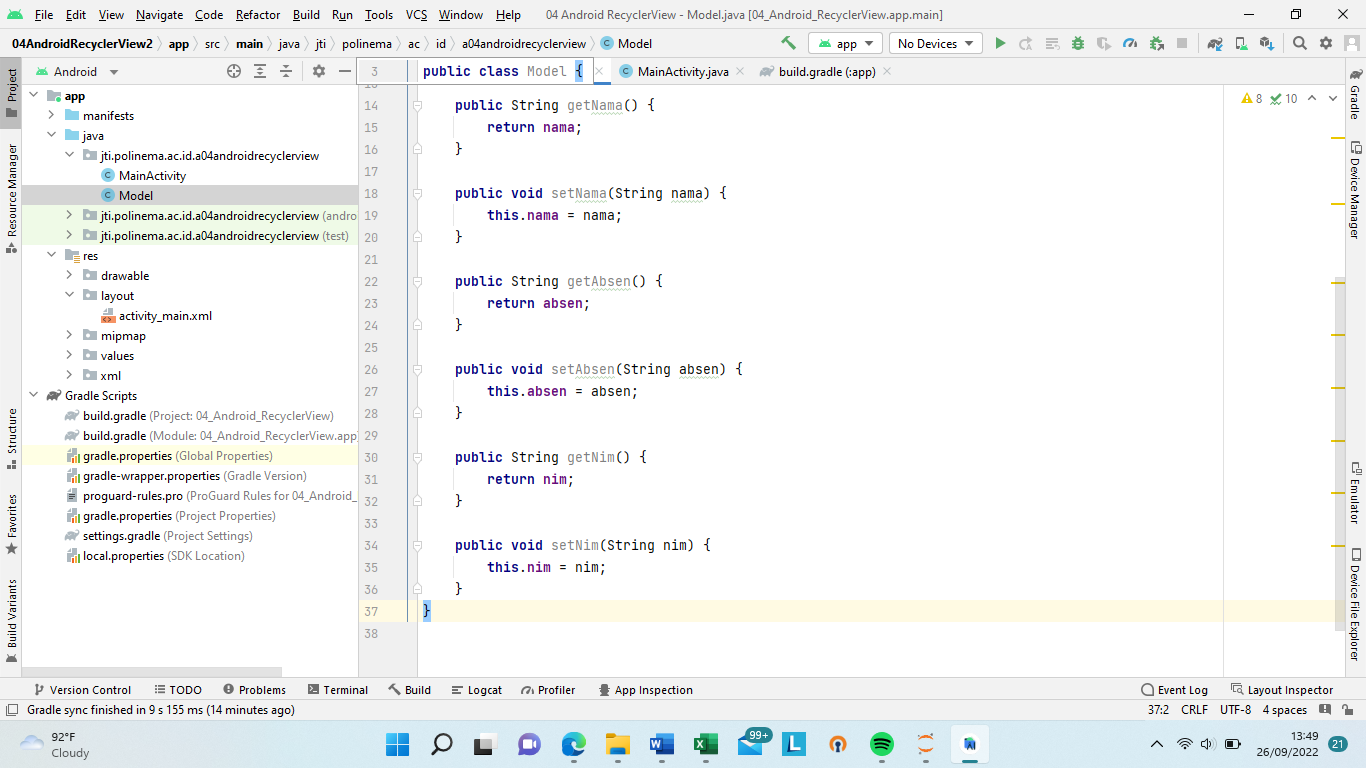 File Edit View Navigate Code Refactor Build Run Tools VCS Window Help 04 Android RecyclerView - Model.java [04_Android_RecyclerView.app.main]
04AndroidRecyclerView2 app src main java jti polinema ac id a04androidrecyclerview Model app No Devices
Android
3 public class Model {
MainActivity.java
build.gradle (:app)
8 10
Project
Resource Manager
Structure
Favorites
Build Variants
app
manifests
java
jti.polinema.ac.id.a04androidrecyclerview
MainActivity
Model
jti.polinema.ac.id.a04androidrecyclerview (andro
jti.polinema.ac.id.a04androidrecyclerview (test)
res
drawable
layout
activity_main.xml
mipmap
values
xml
Gradle Scripts
build.gradle (Project: 04_Android_RecyclerView)
build.gradle (Module: 04_Android_RecyclerView.app
gradle.properties (Global Properties)
gradle-wrapper.properties (Gradle Version)
proguard-rules.pro (ProGuard Rules for 04_Android_
gradle.properties (Project Properties)
settings.gradle (Project Settings)
local.properties (SDK Location)
14 public String getNama() {
15 return nama;
16 }
17
18 public void setNama(String nama) {
19 this.nama = nama;
20 }
21
22 public String getAbsen() {
23 return absen;
24 }
25
26 public void setAbsen(String absen) {
27 this.absen = absen;
28 }
29
30 public String getNim() {
31 return nim;
32 }
33
34 public void setNim(String nim) {
35 this.nim = nim;
36 }
37 }
38
Gradle
Device Manager
Emulator
Device File Explorer
Version Control TODO Problems Terminal Build Logcat Profiler App Inspection Event Log Layout Inspector
Gradle sync finished in 9 s 155 ms (14 minutes ago) 37:2 CRLF UTF-8 4 spaces
92°F
Cloudy
99+
13:49
26/09/2022
21